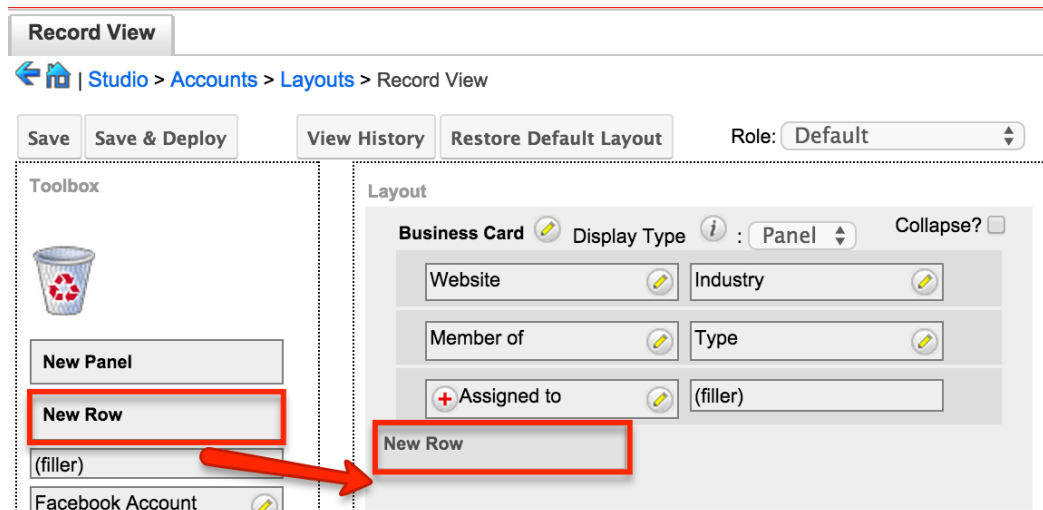 Record View
| Studio > Accounts > Layouts > Record View
Save Save & Deploy View History Restore Default Layout Role: Default
Toolbox
Layout
Business Card Display Type i : Panel Collapse?
Website Industry
Member of Type
Assigned to (filler)
New Panel
New Row
New Row
(filler)
Facebook Account